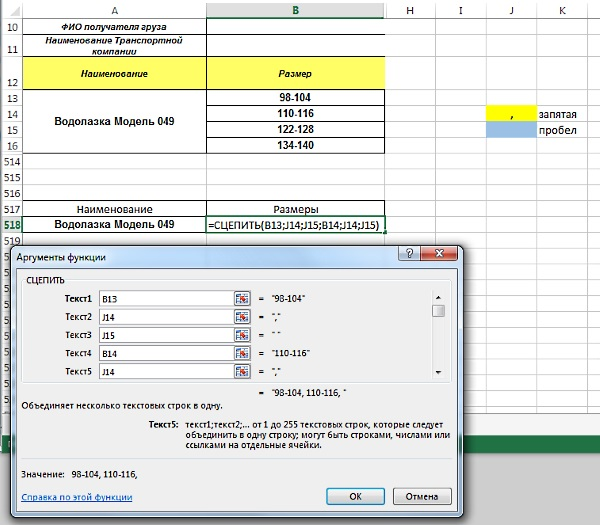 A B H I J K
10 ФИО получателя груза
11 Наименование Транспортной
компании
12 Наименование Размер
13 98-104
14 Водолазка Модель 049 110-116 , запятая
15 122-128 пробел
16 134-140
514
515
516
517 Наименование Размеры
518 Водолазка Модель 049 =СЦЕПИТЬ(B13;J14;J15;B14;J14;J15)
519
Аргументы функции
СЦЕПИТЬ
Текст1 B13 = "98-104"
Текст2 J14 = ","
Текст3 J15 = " "
Текст4 B14 = "110-116"
Текст5 J14 = ","
= "98-104, 110-116, "
Объединяет несколько текстовых строк в одну.
Текст5: текст1;текст2;... от 1 до 255 текстовых строк, которые следует
объединить в одну строку; могут быть строками, числами или
ссылками на отдельные ячейки.
Значение: 98-104, 110-116,
Справка по этой функции ОК Отмена